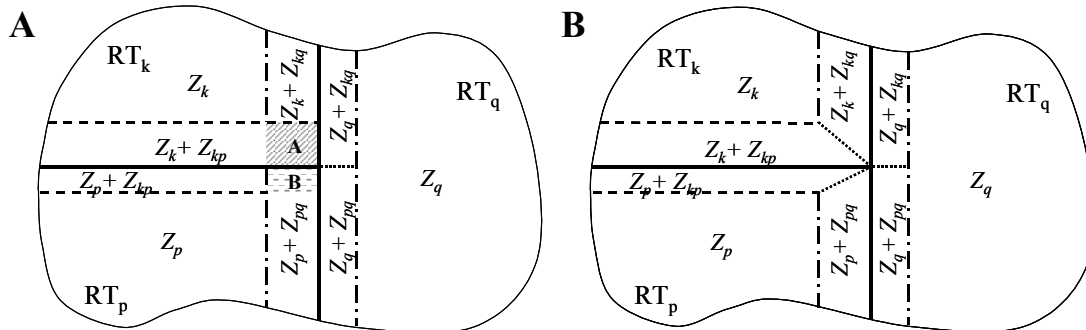 A
RT_k
Z_k
Z_k + Z_kq
Z_q + Z_kq
RT_q
Z_k + Z_kp
A
Z_p + Z_kp
B
Z_q
Z_p
Z_p + Z_pq
Z_q + Z_pq
RT_p
B
RT_k
Z_k
Z_k + Z_kq
Z_q + Z_kq
RT_q
Z_k + Z_kp
Z_p + Z_kp
Z_q
Z_p
Z_p + Z_pq
Z_q + Z_pq
RT_p